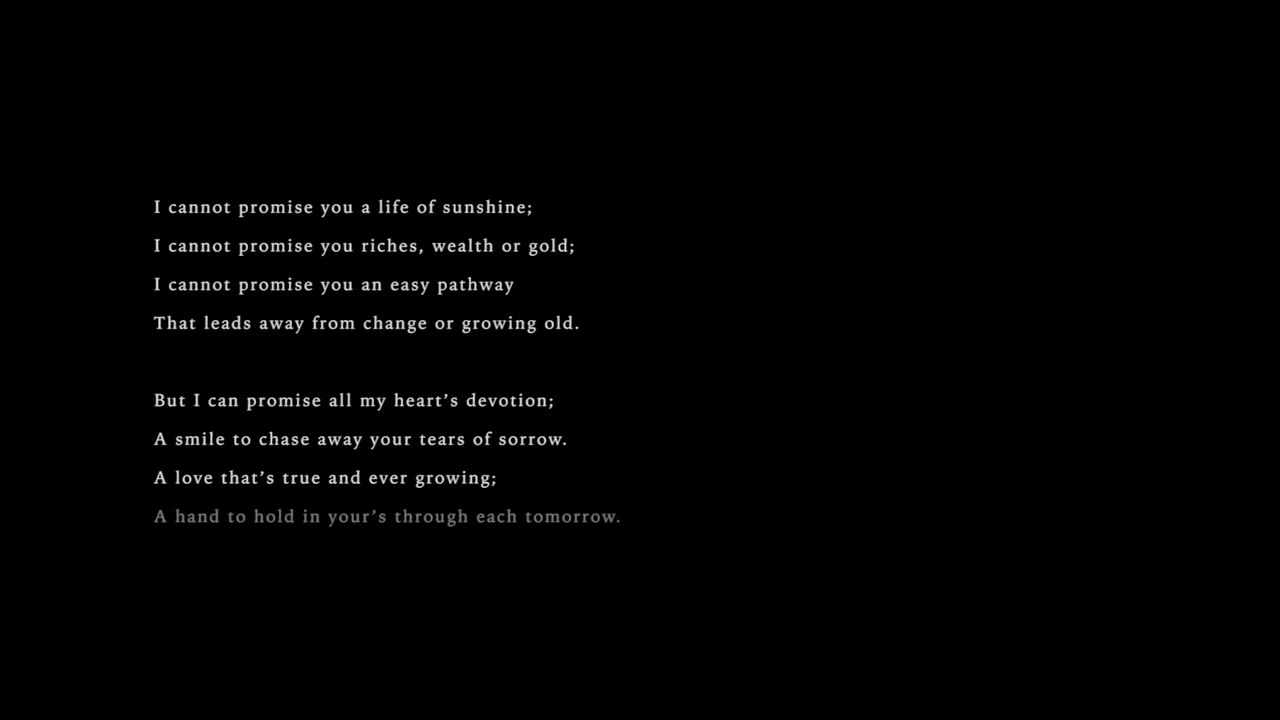 I cannot promise you a life of sunshine;
I cannot promise you riches, wealth or gold;
I cannot promise you an easy pathway
That leads away from change or growing old.
But I can promise all my heart’s devotion;
A smile to chase away your tears of sorrow.
A love that’s true and ever growing;
A hand to hold in your’s through each tomorrow.